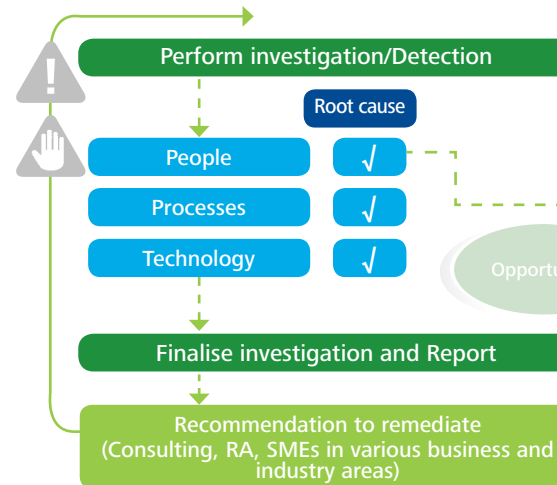 Perform investigation/Detection
Root cause
People √
Processes √
Technology √
Finalise investigation and Report
Recommendation to remediate
(Consulting, RA, SMEs in various business and
industry areas)